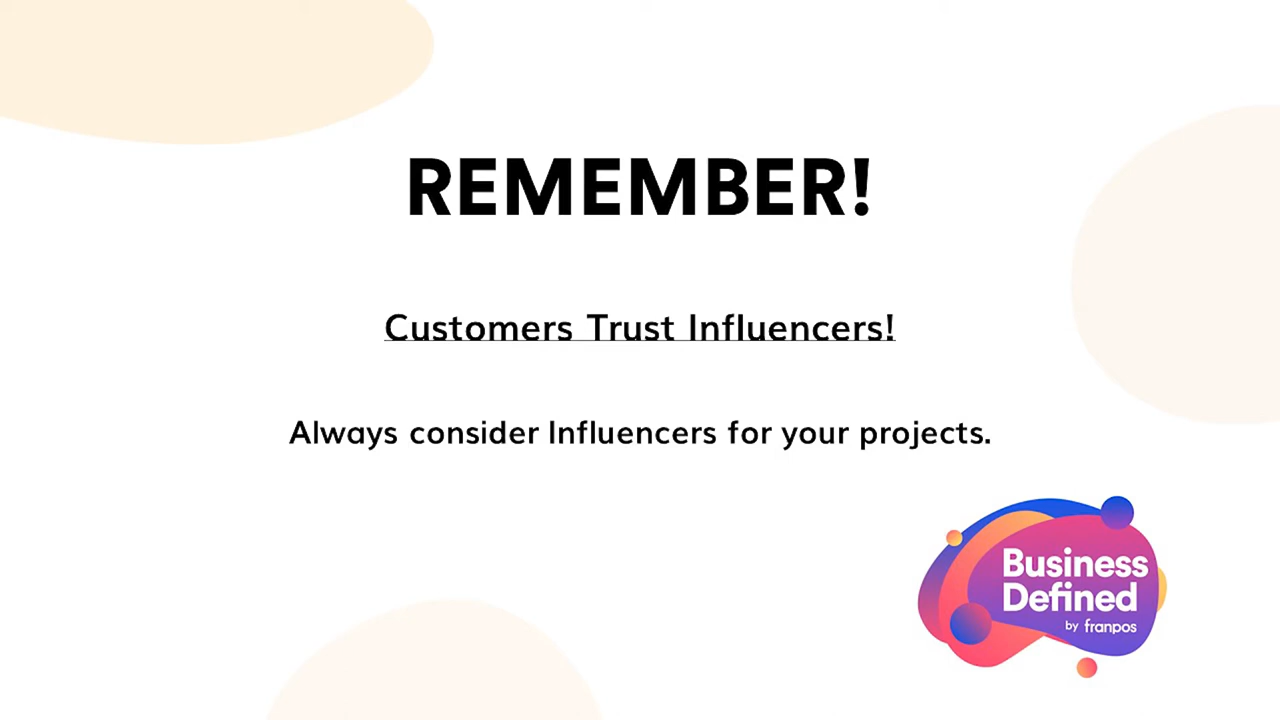 REMEMBER!
Customers Trust Influencers!
Always consider Influencers for your projects.
Business
Defined
by franpos